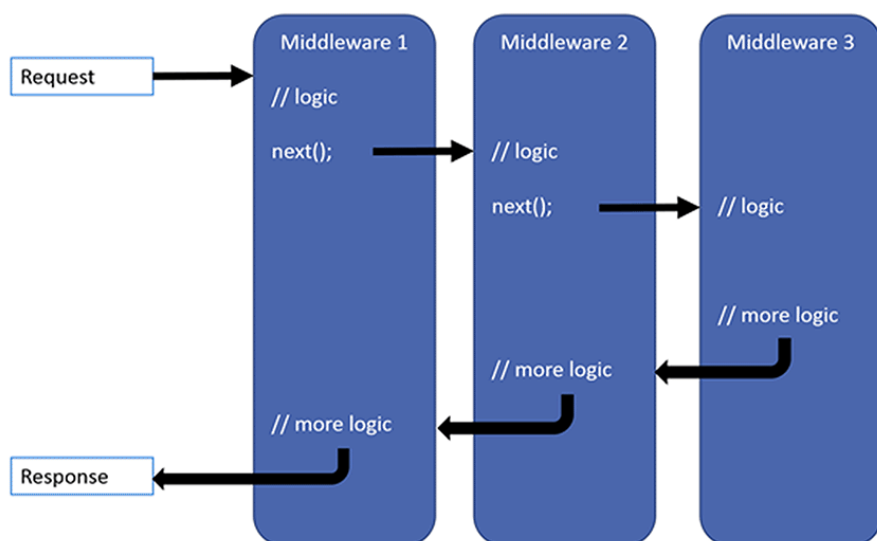 Middleware 1
Middleware 2
Middleware 3
Request
// logic
next();
// logic
next();
// logic
// more logic
// more logic
// more logic
Response